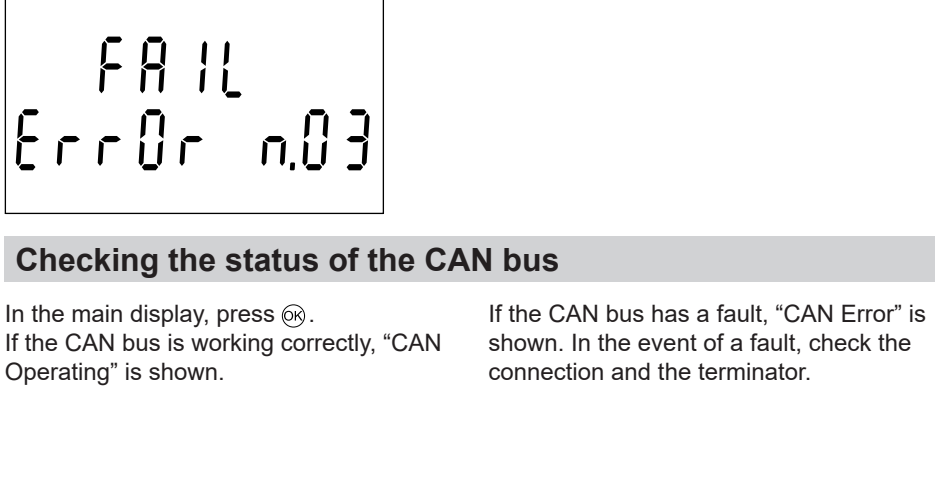 FAIL
Err0r n.03
Checking the status of the CAN bus
In the main display, press OK.
If the CAN bus is working correctly, “CAN
Operating” is shown.
If the CAN bus has a fault, “CAN Error” is
shown. In the event of a fault, check the
connection and the terminator.